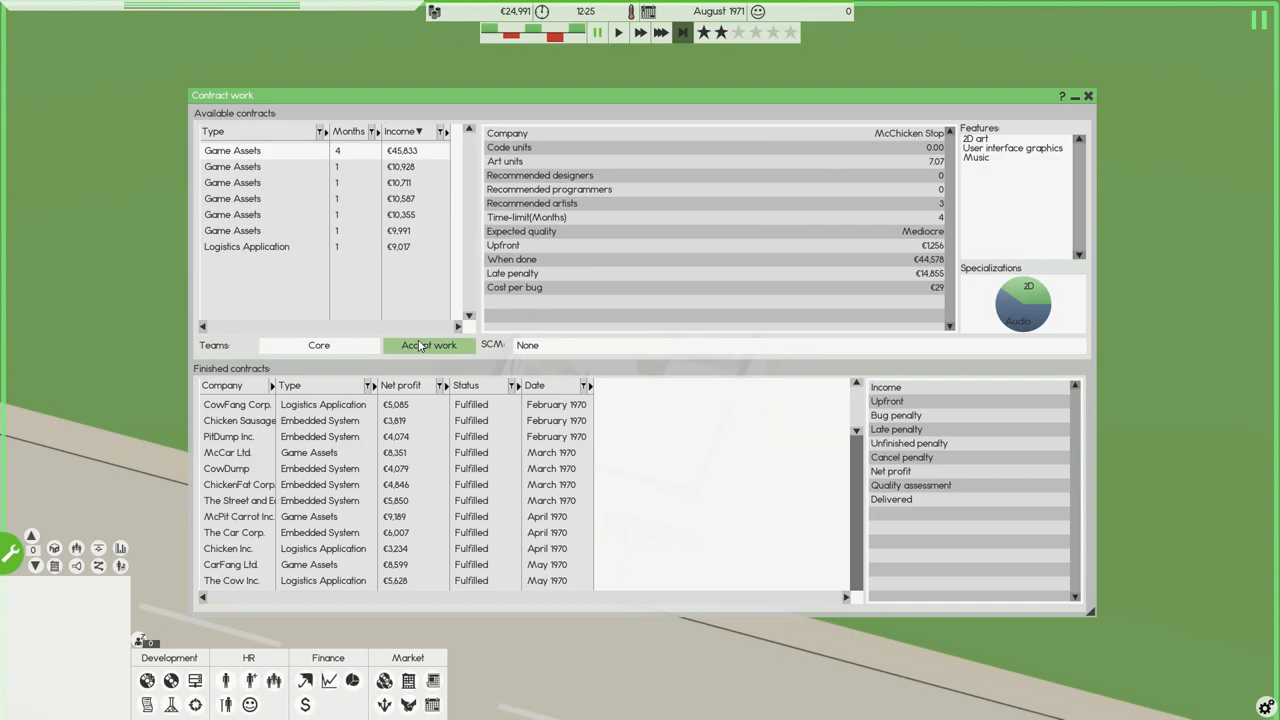 €24,991 12:25 August 1971 0
Contract work ?
Available contracts:
Type Months Income▼
Game Assets 4 €45,833
Game Assets 1 €10,928
Game Assets 1 €10,711
Game Assets 1 €10,587
Game Assets 1 €10,355
Game Assets 1 €9,991
Logistics Application 1 €9,017
Company McChicken Stop
Code units 0.00
Art units 7.07
Recommended designers 0
Recommended programmers 0
Recommended artists 3
Time-limit(Months) 4
Expected quality Mediocre
Upfront €1,256
When done €44,578
Late penalty €14,855
Cost per bug €29
Features:
2D art
User interface graphics
Music
Specializations
2D
Audio
Teams: Core Accept work SCM: None
Finished contracts:
Company Type Net profit Status Date
CowFang Corp. Logistics Application €5,085 Fulfilled February 1970
Chicken Sausage Embedded System €3,819 Fulfilled February 1970
PitDump Inc. Embedded System €4,074 Fulfilled February 1970
McCar Ltd. Game Assets €8,351 Fulfilled March 1970
CowDump Embedded System €4,079 Fulfilled March 1970
ChickenFat Corp. Embedded System €4,846 Fulfilled March 1970
The Street and E Embedded System €5,850 Fulfilled March 1970
McPit Carrot Inc. Game Assets €9,189 Fulfilled April 1970
The Car Corp. Embedded System €6,007 Fulfilled April 1970
Chicken Inc. Logistics Application €3,234 Fulfilled April 1970
CarFang Ltd. Game Assets €8,599 Fulfilled May 1970
The Cow Inc. Logistics Application €5,628 Fulfilled May 1970
Income
Upfront
Bug penalty
Late penalty
Unfinished penalty
Cancel penalty
Net profit
Quality assessment
Delivered
0
0
Development HR Finance Market
$